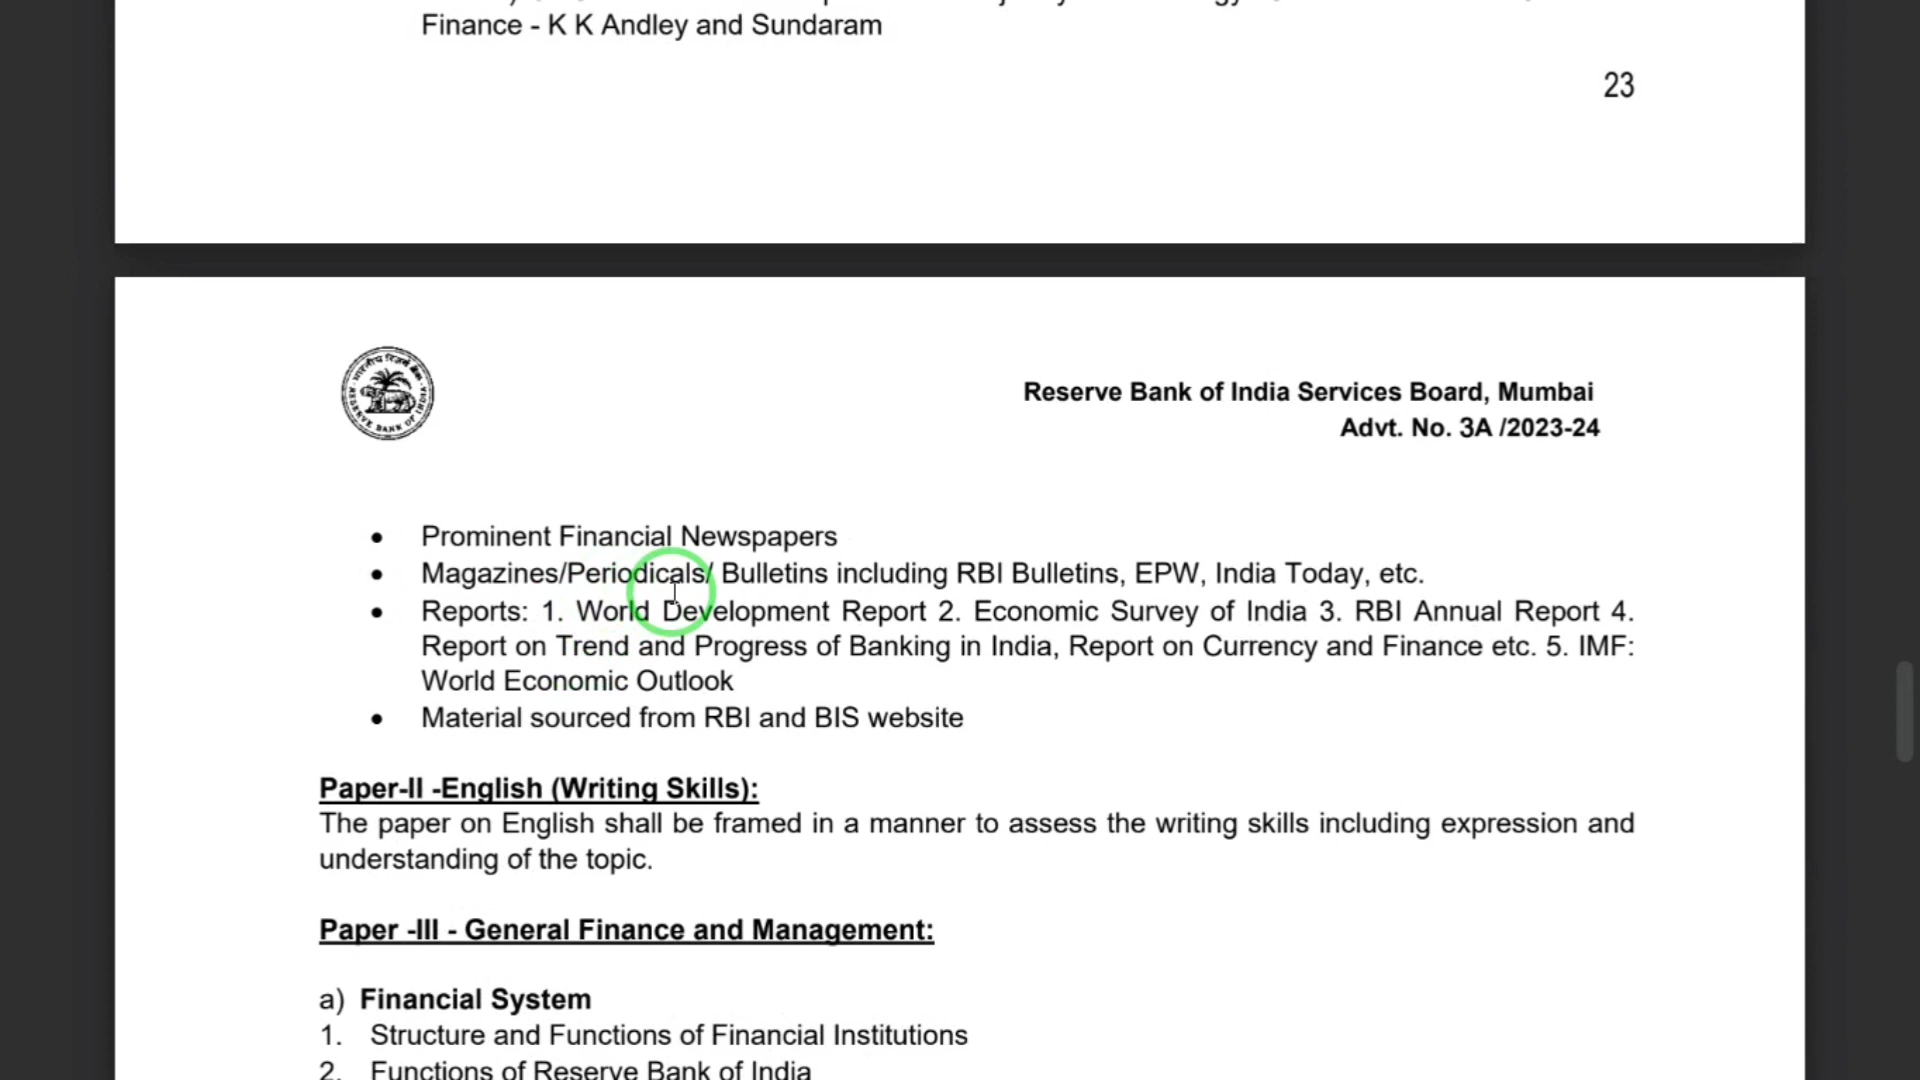 Finance - K K Andley and Sundaram
23
Reserve Bank of India Services Board, Mumbai
Advt. No. 3A /2023-24
• Prominent Financial Newspapers
• Magazines/Periodicals/ Bulletins including RBI Bulletins, EPW, India Today, etc.
• Reports: 1. World Development Report 2. Economic Survey of India 3. RBI Annual Report 4.
Report on Trend and Progress of Banking in India, Report on Currency and Finance etc. 5. IMF:
World Economic Outlook
• Material sourced from RBI and BIS website
Paper-II -English (Writing Skills):
The paper on English shall be framed in a manner to assess the writing skills including expression and
understanding of the topic.
Paper -III - General Finance and Management:
a) Financial System
1. Structure and Functions of Financial Institutions
2. Functions of Reserve Bank of India